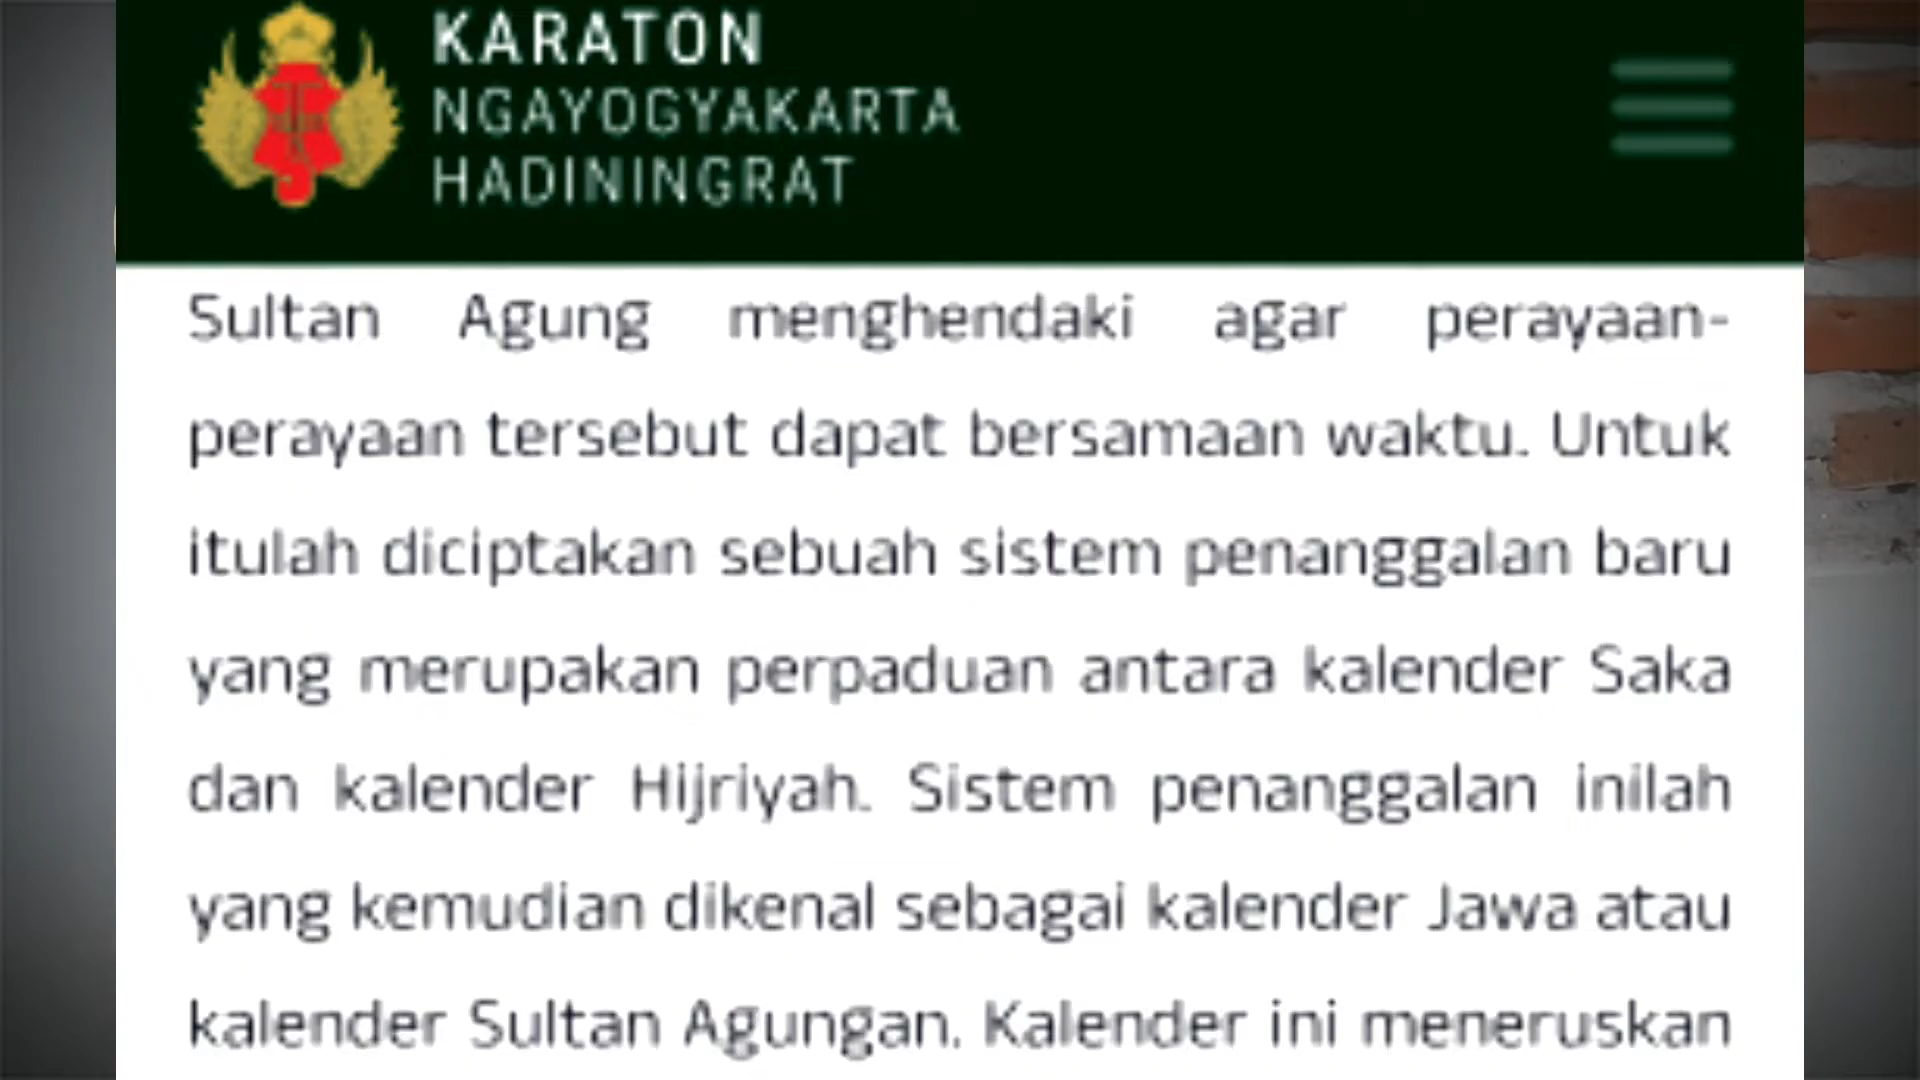 KARATON
NGAYOGYAKARTA
HADININGRAT
Sultan Agung menghendaki agar perayaan-
perayaan tersebut dapat bersamaan waktu. Untuk
itulah diciptakan sebuah sistem penanggalan baru
yang merupakan perpaduan antara kalender Saka
dan kalender Hijriyah. Sistem penanggalan inilah
yang kemudian dikenal sebagai kalender Jawa atau
kalender Sultan Agungan. Kalender ini meneruskan